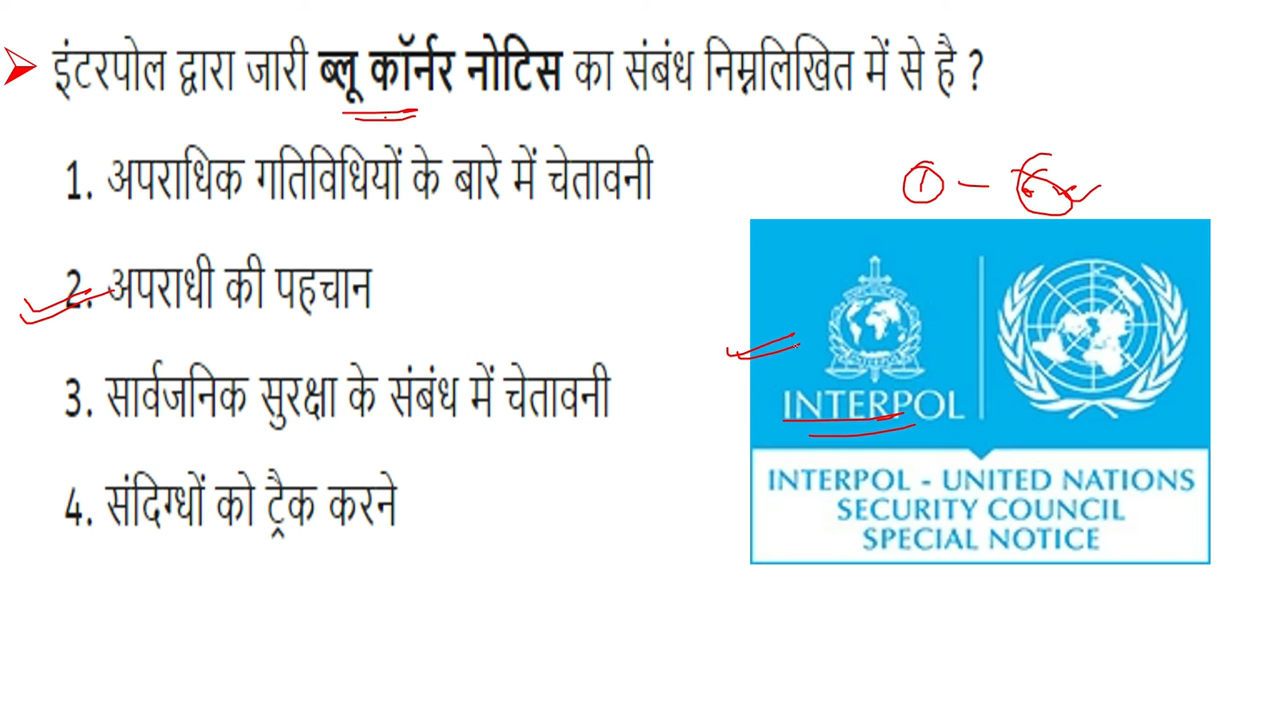 इंटरपोल द्वारा जारी ब्लू कॉर्नर नोटिस का संबंध निम्नलिखित में से है ?
1. अपराधिक गतिविधियों के बारे में चेतावनी
2. अपराधी की पहचान
3. सार्वजनिक सुरक्षा के संबंध में चेतावनी
4. संदिग्धों को ट्रैक करने
① –
INTERPOL
INTERPOL - UNITED NATIONS
SECURITY COUNCIL
SPECIAL NOTICE